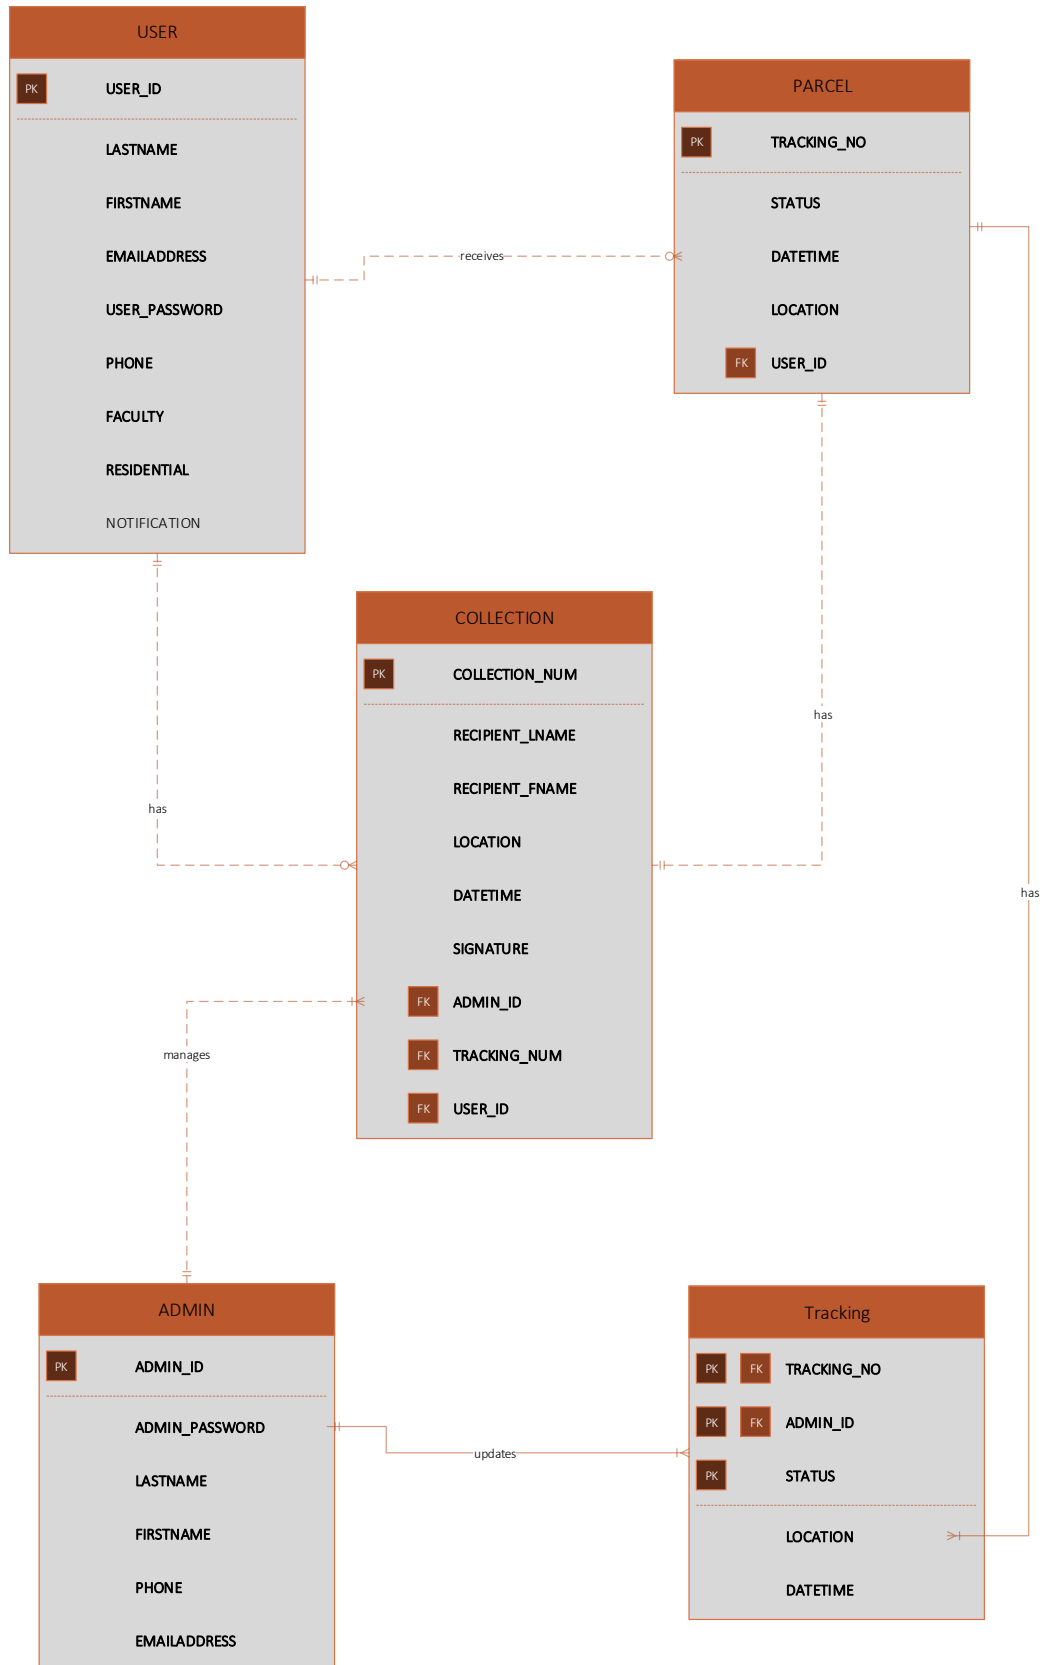 USER
PK USER_ID
LASTNAME
FIRSTNAME
EMAILADDRESS
USER_PASSWORD
PHONE
FACULTY
RESIDENTIAL
NOTIFICATION
receives
PARCEL
PK TRACKING_NO
STATUS
DATETIME
LOCATION
FK USER_ID
has
has
has
COLLECTION
PK COLLECTION_NUM
RECIPIENT_LNAME
RECIPIENT_FNAME
LOCATION
DATETIME
SIGNATURE
FK ADMIN_ID
FK TRACKING_NUM
FK USER_ID
manages
ADMIN
PK ADMIN_ID
ADMIN_PASSWORD
LASTNAME
FIRSTNAME
PHONE
EMAILADDRESS
updates
Tracking
PK FK TRACKING_NO
PK FK ADMIN_ID
PK STATUS
LOCATION
DATETIME